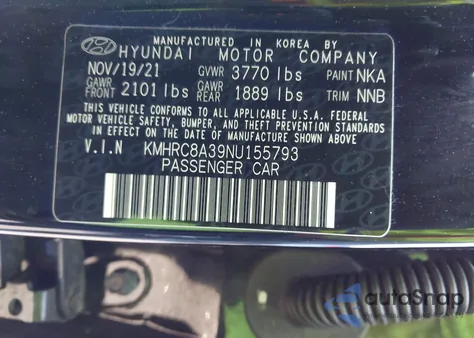 MANUFACTURED IN KOREA BY
HYUNDAI MOTOR COMPANY
NOV/19/21 GVWR 3770 lbs PAINT NKA
GAWR FRONT 2101 lbs GAWR REAR 1889 lbs TRIM NNB
THIS VEHICLE CONFORMS TO ALL APPLICABLE U.S.A. FEDERAL
MOTOR VEHICLE SAFETY, BUMPER, AND THEFT PREVENTION STANDARDS
IN EFFECT ON THE DATE OF MANUFACTURE SHOWN ABOVE.
V.I.N KMHRC8A39NU155793
PASSENGER CAR
autoSnap